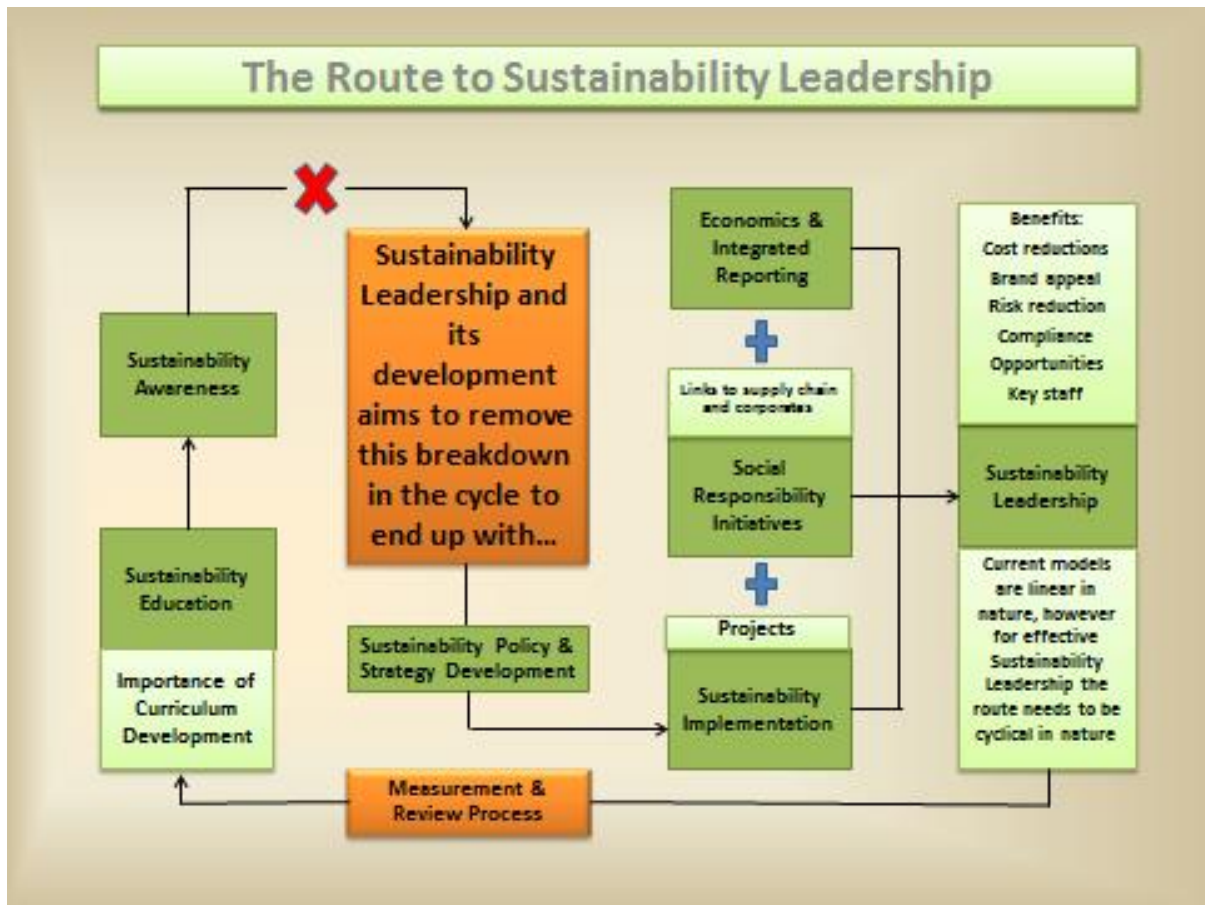 The Route to Sustainability Leadership
Sustainability
Awareness
Sustainability
Education
Importance of
Curriculum
Development
Sustainability
Leadership and
its
development
aims to remove
this breakdown
in the cycle to
end up with...
Sustainability Policy &
Strategy Development
Measurement &
Review Process
Economics &
Integrated
Reporting
Links to supply chain
and corporates
Social
Responsibility
Initiatives
Projects
Sustainability
Implementation
Benefits:
Cost reductions
Brand appeal
Risk reduction
Compliance
Opportunities
Key staff
Sustainability
Leadership
Current models
are linear in
nature, however
for effective
Sustainability
Leadership the
route needs to be
cyclical in nature